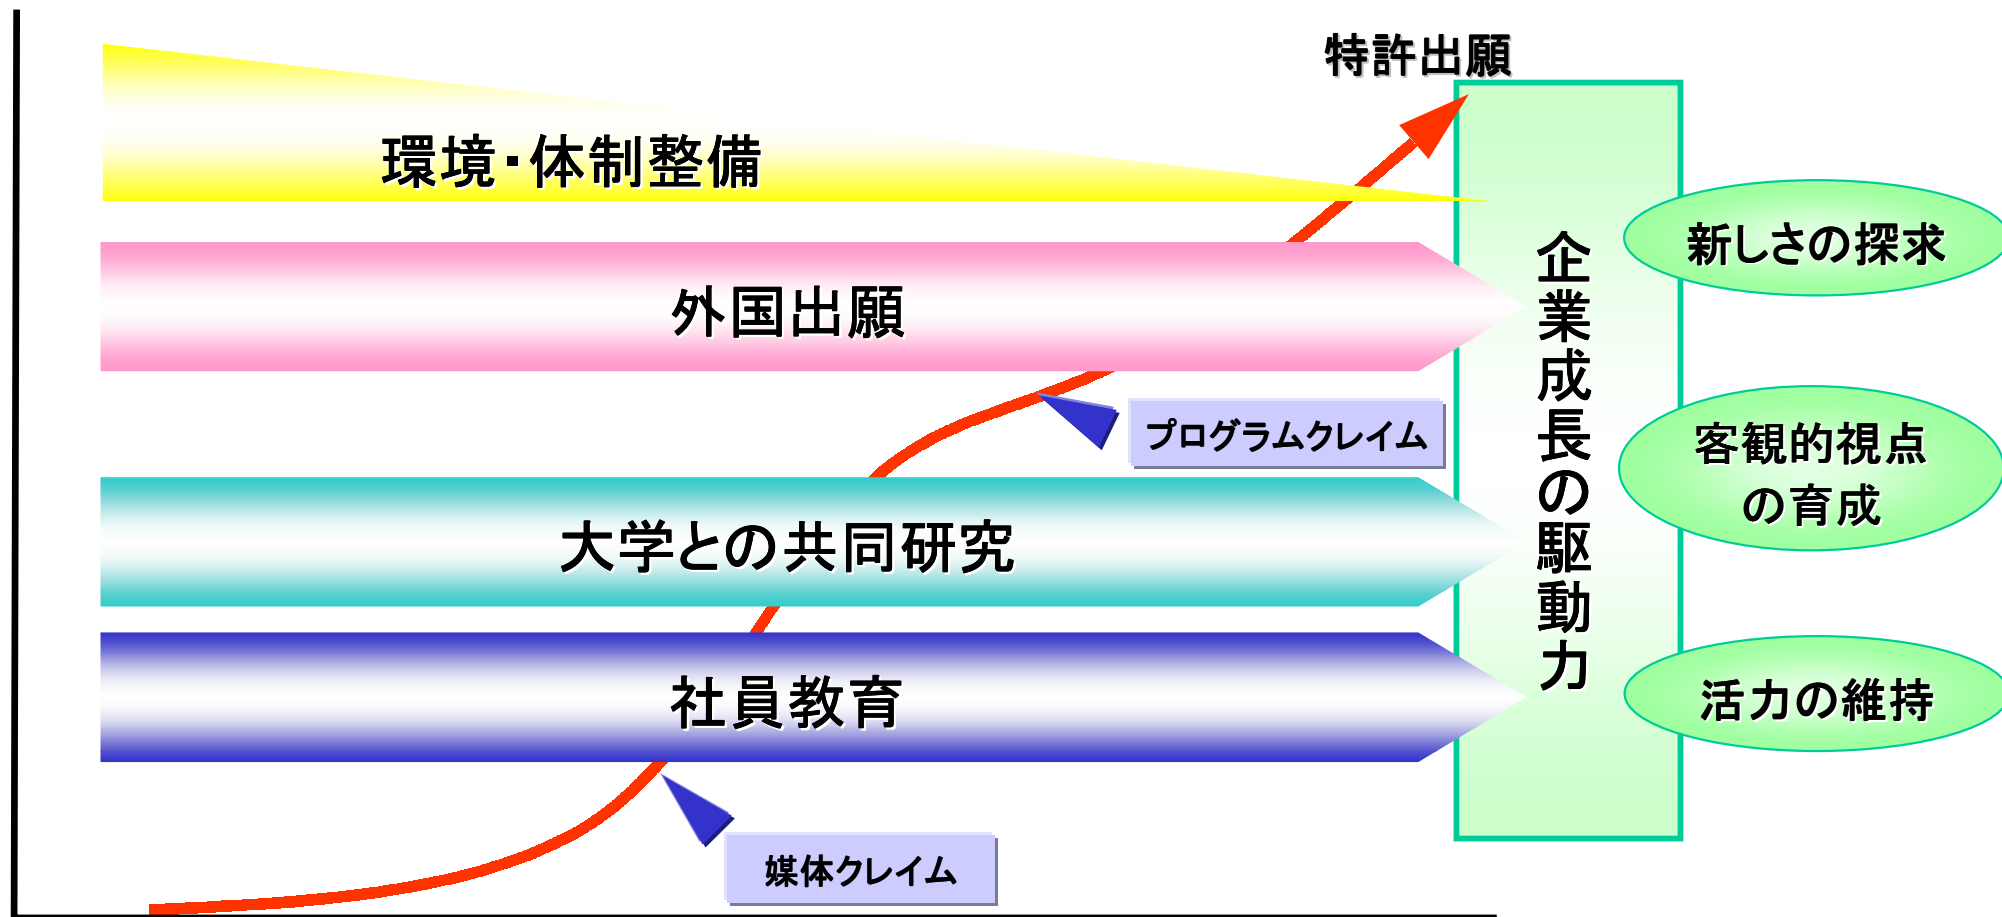 特許出願
環境・体制整備
外国出願
プログラムクレイム
大学との共同研究
社員教育
媒体クレイム
企業成長の駆動力
新しさの探求
客観的視点
の育成
活力の維持